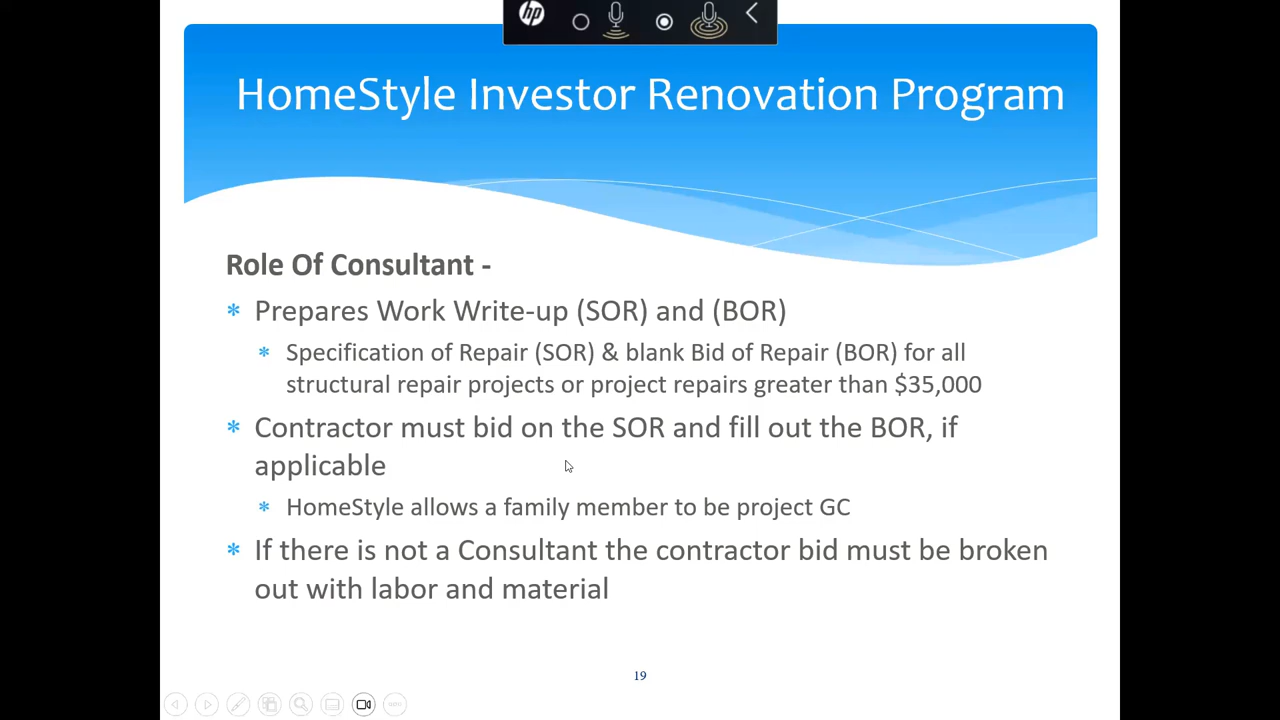 hp
HomeStyle Investor Renovation Program
Role Of Consultant -
* Prepares Work Write-up (SOR) and (BOR)
* Specification of Repair (SOR) & blank Bid of Repair (BOR) for all
structural repair projects or project repairs greater than $35,000
* Contractor must bid on the SOR and fill out the BOR, if
applicable
* HomeStyle allows a family member to be project GC
* If there is not a Consultant the contractor bid must be broken
out with labor and material
19